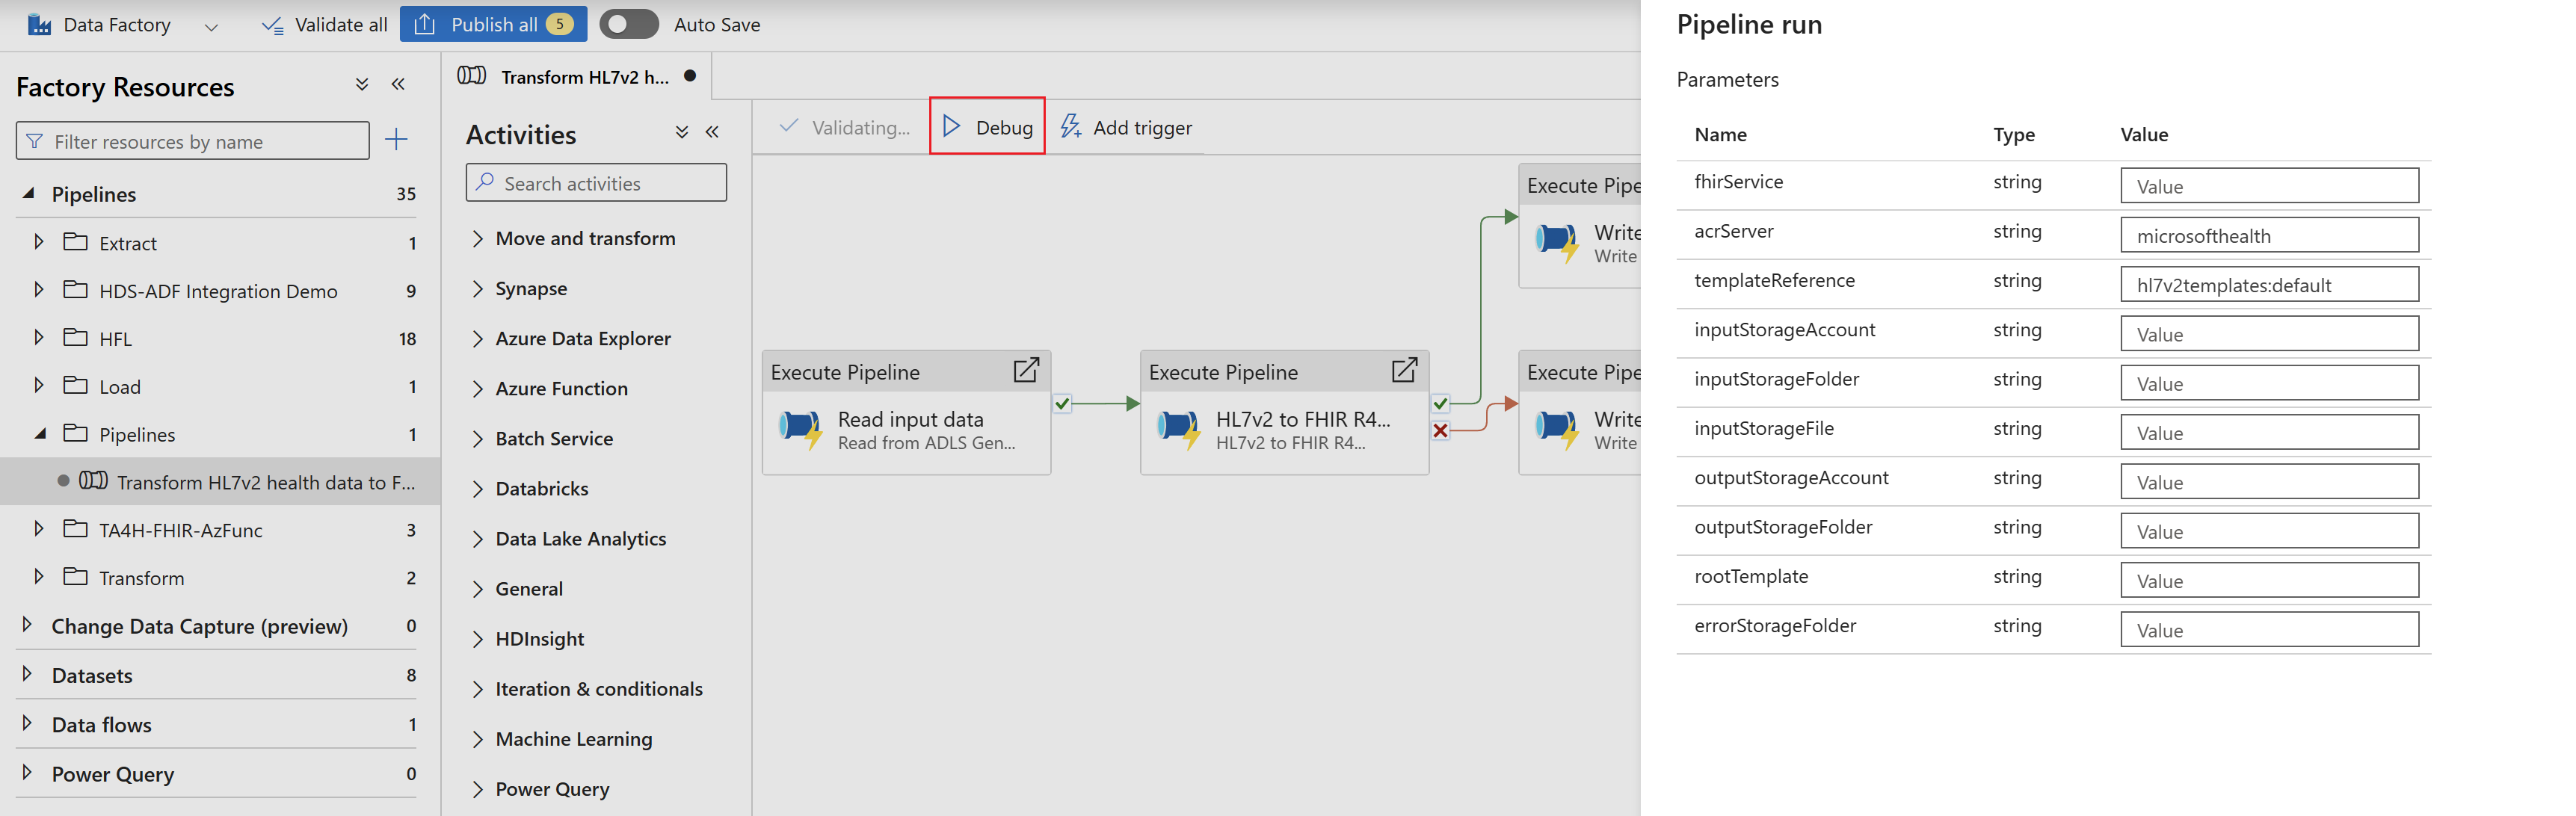 Data Factory
Validate all
Publish all 5
Auto Save
Factory Resources
Filter resources by name
Pipelines 35
Extract 1
HDS-ADF Integration Demo 9
HFL 18
Load 1
Pipelines 1
Transform HL7v2 health data to F...
TA4H-FHIR-AzFunc 3
Transform 2
Change Data Capture (preview) 0
Datasets 8
Data flows 1
Power Query 0
Transform HL7v2 h...
Activities
Search activities
Move and transform
Synapse
Azure Data Explorer
Azure Function
Batch Service
Databricks
Data Lake Analytics
General
HDInsight
Iteration & conditionals
Machine Learning
Power Query
Validating...
Debug
Add trigger
Execute Pipeline
Read input data
Read from ADLS Gen...
Execute Pipeline
HL7v2 to FHIR R4...
HL7v2 to FHIR R4...
Execute Pipe
Write
Write
Execute Pipe
Write
Write
Pipeline run
Parameters
Name Type Value
fhirService string Value
acrServer string microsofthealth
templateReference string hl7v2templates:default
inputStorageAccount string Value
inputStorageFolder string Value
inputStorageFile string Value
outputStorageAccount string Value
outputStorageFolder string Value
rootTemplate string Value
errorStorageFolder string Value